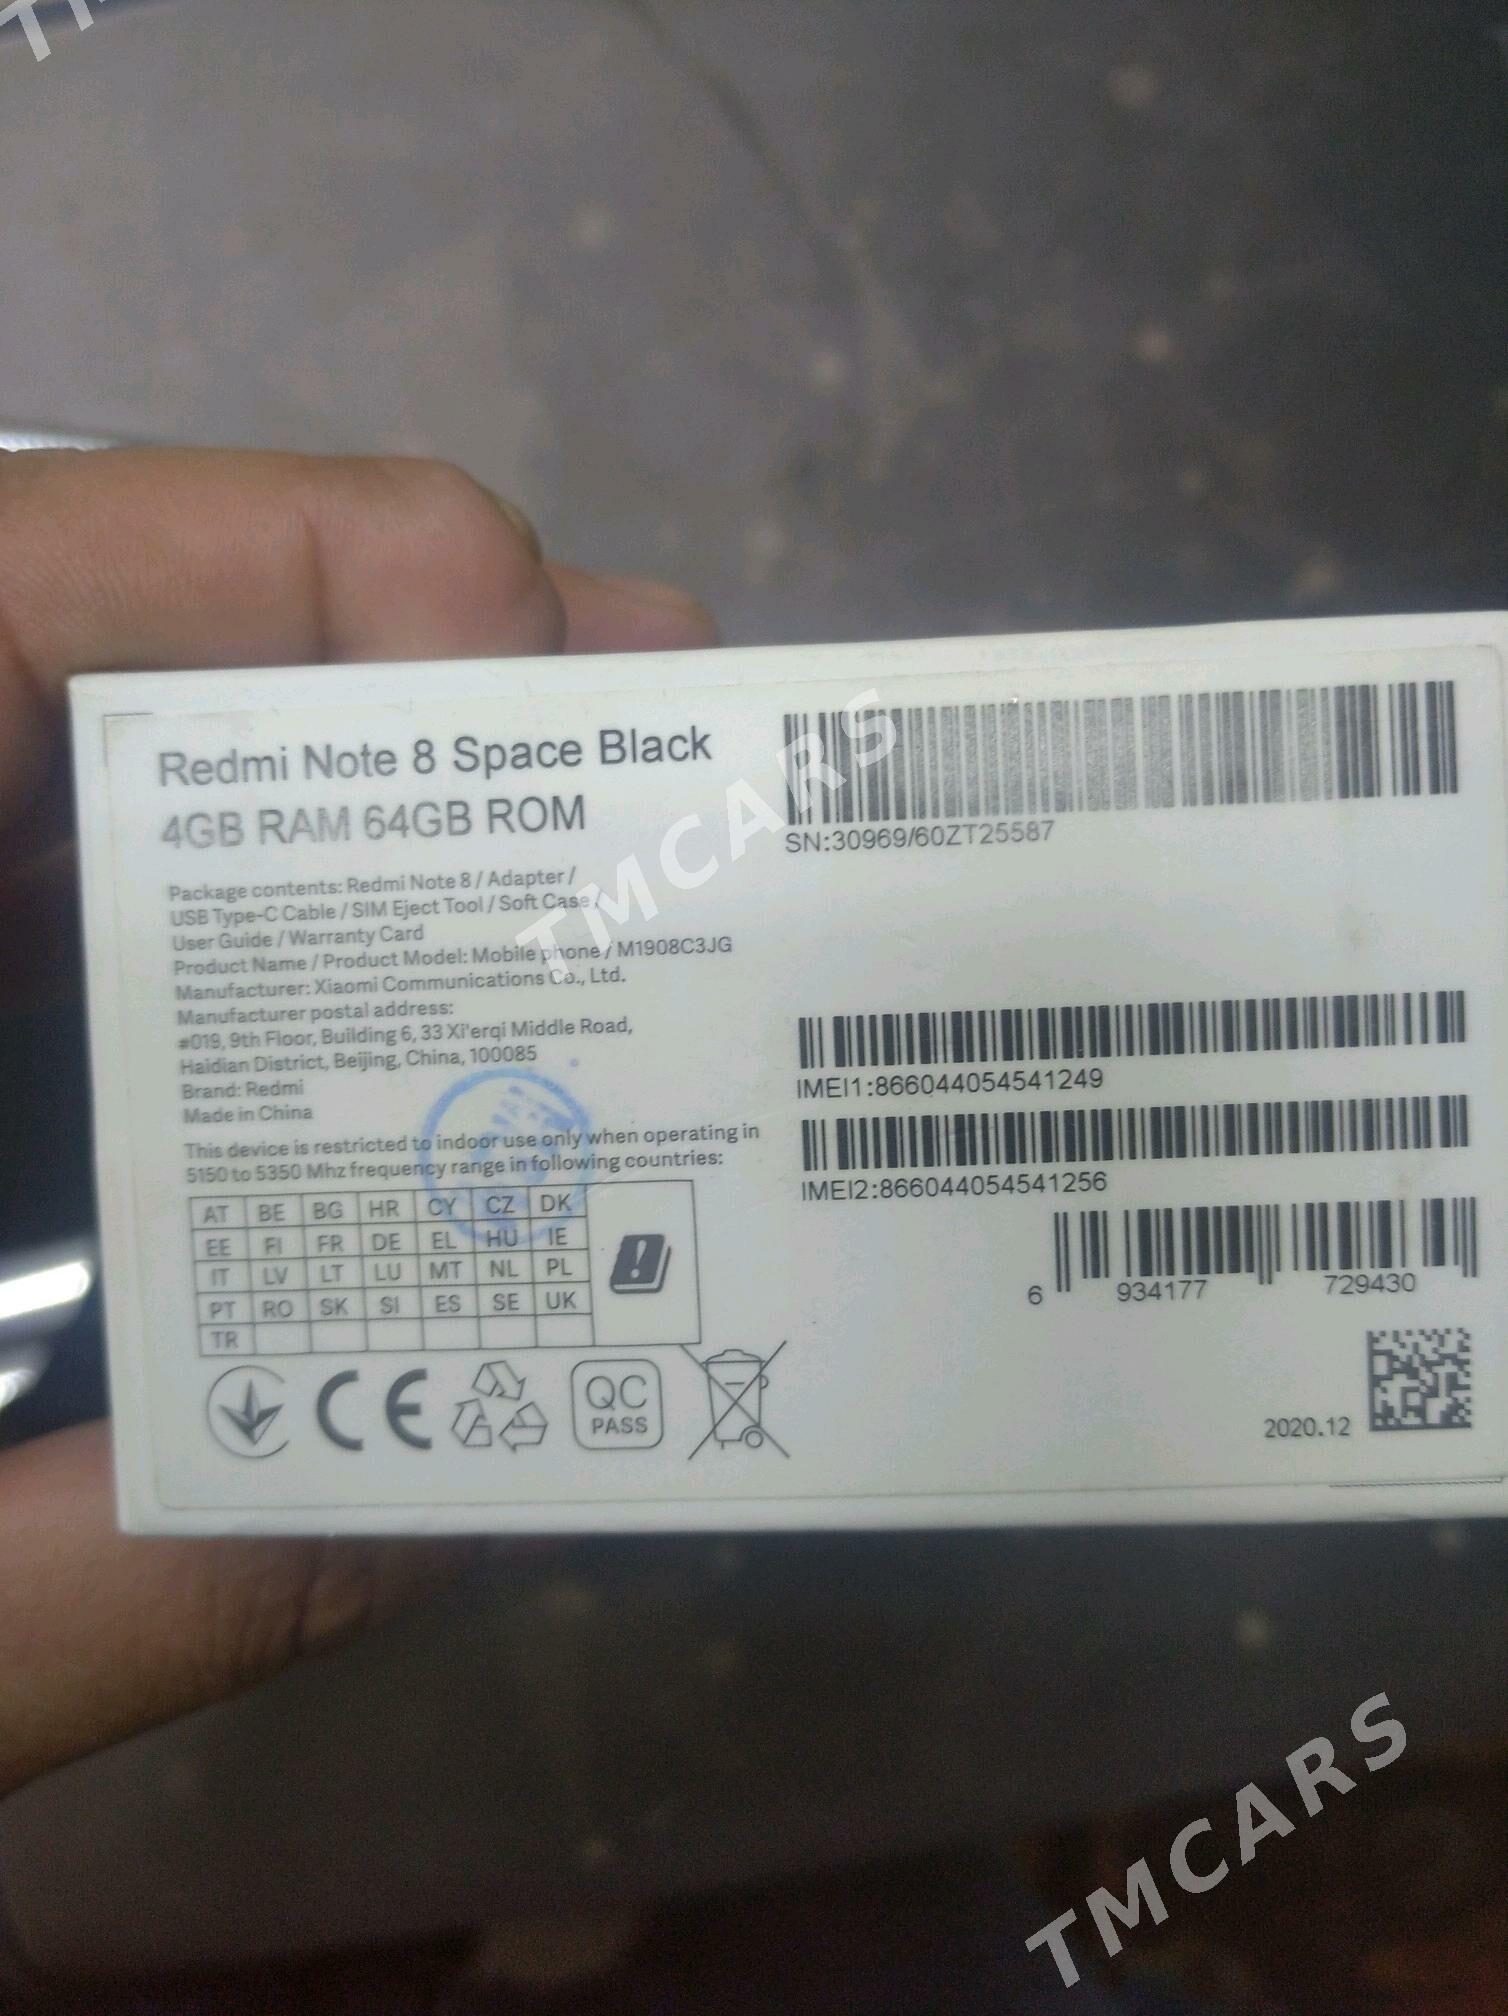 Redmi Note 8 Space Black
4GB RAM 64GB ROM
Package contents: Redmi Note 8 / Adapter /
USB Type-C Cable / SIM Eject Tool / Soft Case /
User Guide / Warranty Card
Product Name / Product Model: Mobile phone / M1908C3JG
Manufacturer: Xiaomi Communications Co., Ltd.
Manufacturer postal address:
#019, 9th Floor, Building 6, 33 Xi'erqi Middle Road,
Haidian District, Beijing, China, 100085
Brand: Redmi
Made in China
This device is restricted to indoor use only when operating in
5150 to 5350 Mhz frequency range in following countries:
AT BE BG HR CY CZ DK
EE FI FR DE EL HU IE
IT LV LT LU MT NL PL
PT RO SK SI ES SE UK
TR
CE
QC
PASS
SN:30969/60ZT25587
IMEI1:866044054541249
IMEI2:866044054541256
6 934177 729430
2020.12
TMCARS
TMCARS